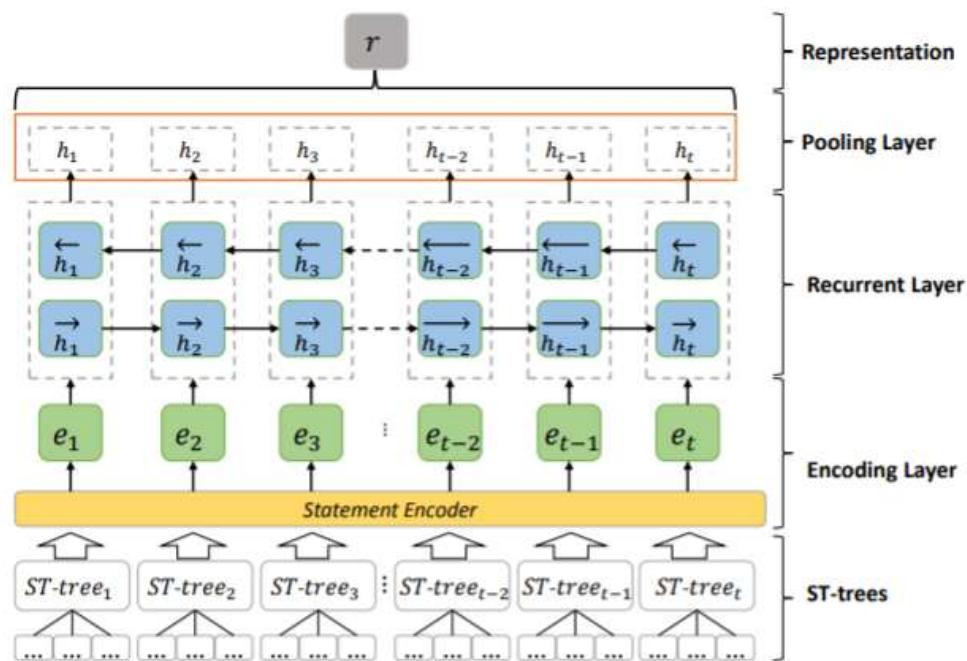 r
Representation
h₁ h₂ h₃ hₜ₋₂ hₜ₋₁ hₜ
Pooling Layer
←h₁ ←h₂ ←h₃ ←hₜ₋₂ ←hₜ₋₁ ←hₜ
Recurrent Layer
→h₁ →h₂ →h₃ →hₜ₋₂ →hₜ₋₁ →hₜ
e₁ e₂ e₃ ⋮ eₜ₋₂ eₜ₋₁ eₜ
Encoding Layer
Statement Encoder
ST-tree₁ ST-tree₂ ST-tree₃ ⋮ ST-treeₜ₋₂ ST-treeₜ₋₁ ST-treeₜ
ST-trees
... ... ... ... ... ... ... ... ... ... ... ... ... ... ... ... ... ...